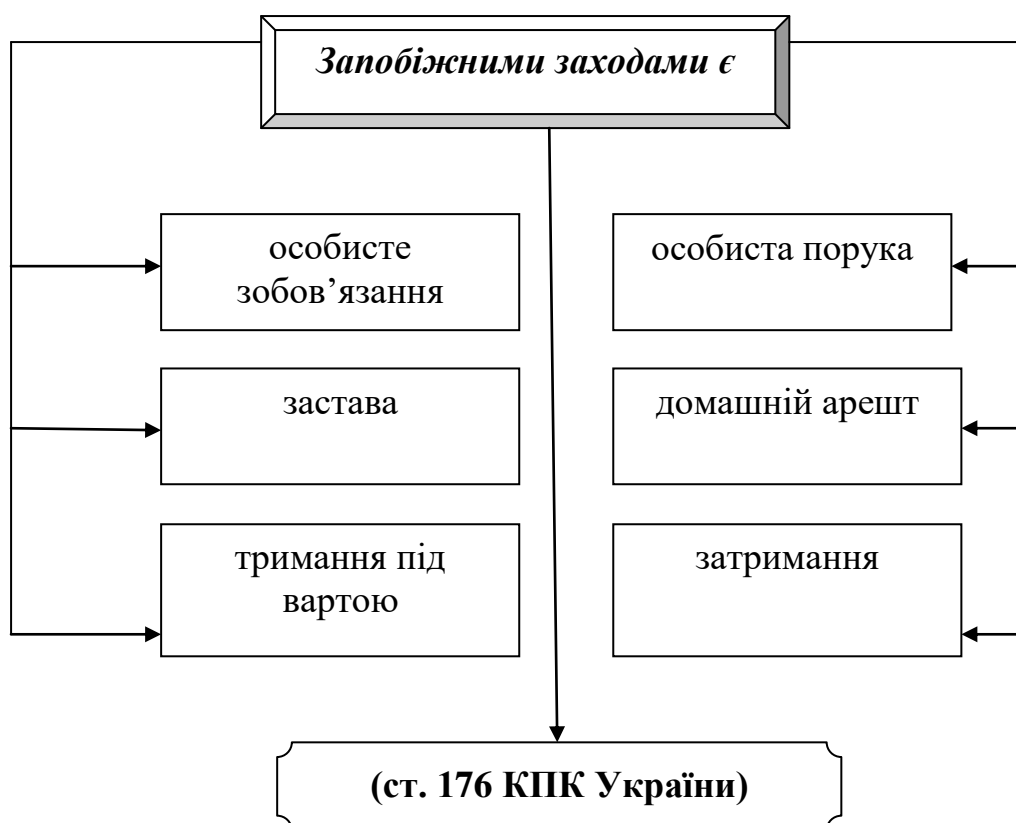 Запобіжними заходами є
особисте
зобов’язання
особиста порука
застава
домашній арешт
тримання під
вартою
затримання
(ст. 176 КПК України)